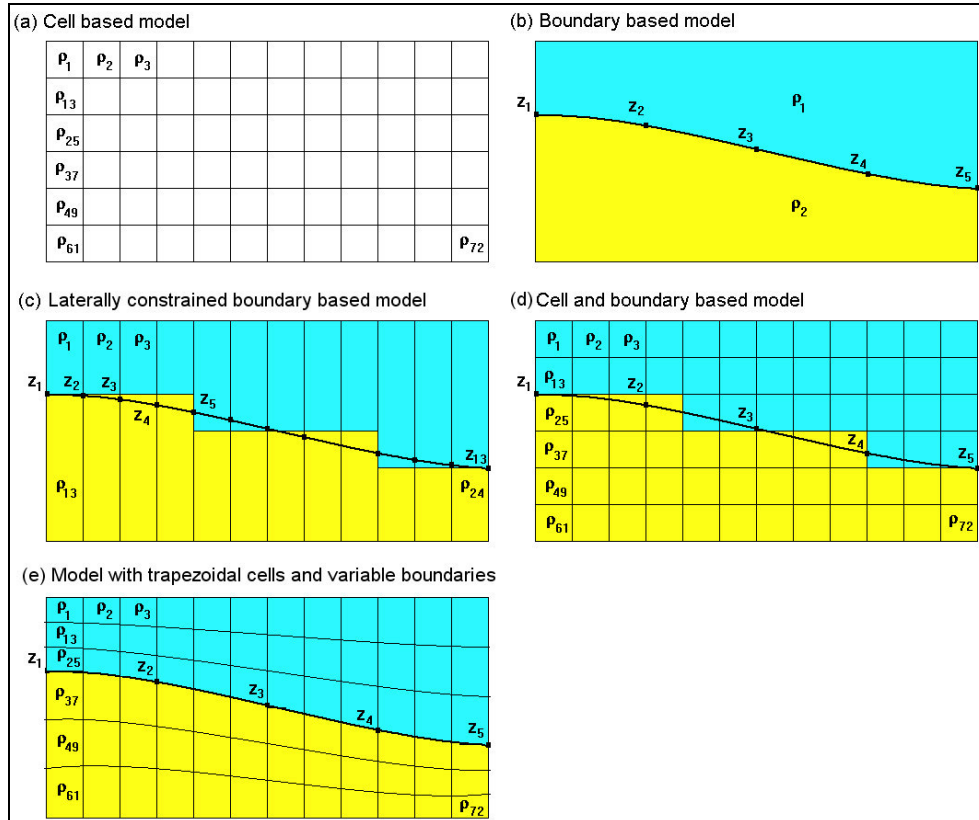 (a) Cell based model
ρ₁ ρ₂ ρ₃
ρ₁₃
ρ₂₅
ρ₃₇
ρ₄₉
ρ₆₁ ρ₇₂
(b) Boundary based model
z₁ z₂ z₃ z₄ z₅
ρ₁
ρ₂
(c) Laterally constrained boundary based model
ρ₁ ρ₂ ρ₃
z₁ z₂ z₃ z₄ z₅ z₁₃
ρ₁₃ ρ₂₄
(d) Cell and boundary based model
ρ₁ ρ₂ ρ₃
ρ₁₃
z₁ z₂ z₃ z₄ z₅
ρ₂₅
ρ₃₇
ρ₄₉
ρ₆₁ ρ₇₂
(e) Model with trapezoidal cells and variable boundaries
ρ₁ ρ₂ ρ₃
ρ₁₃
ρ₂₅
z₁ z₂ z₃ z₄ z₅
ρ₃₇
ρ₄₉
ρ₆₁ ρ₇₂